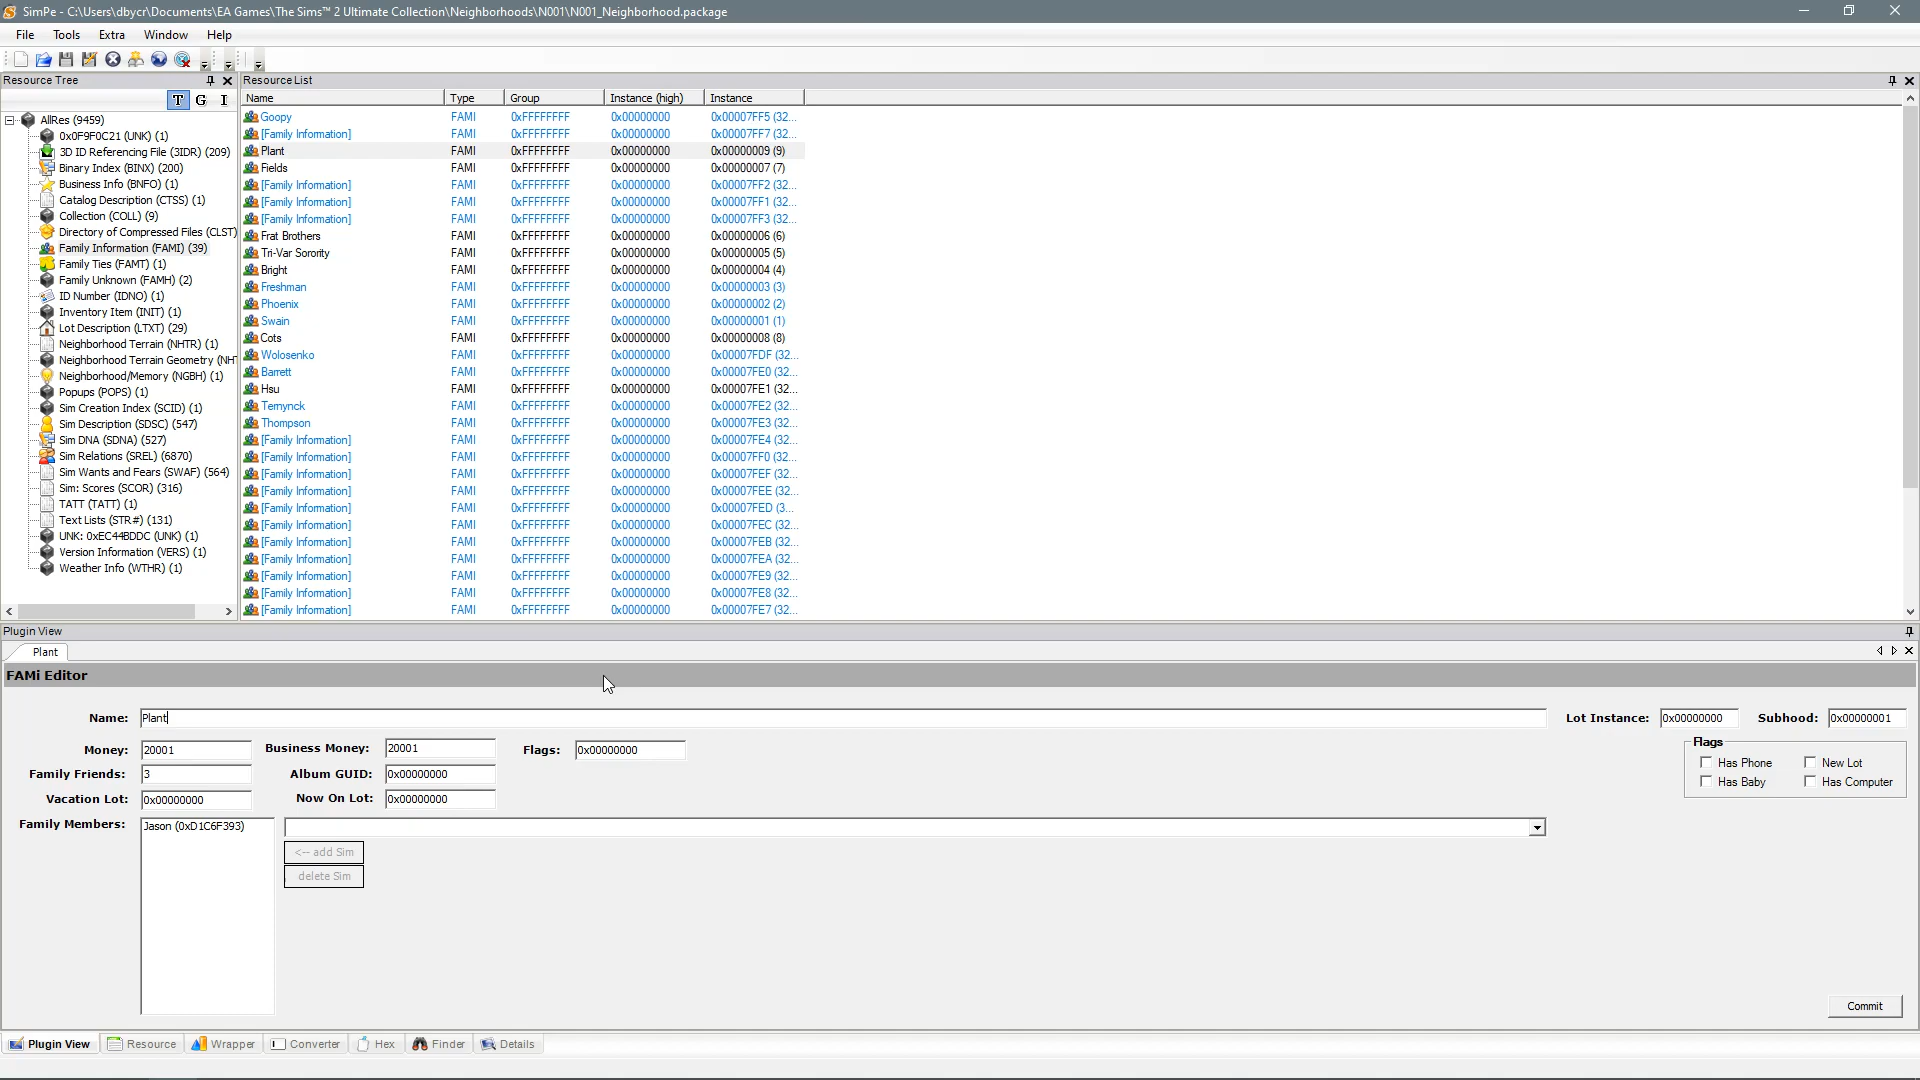 SimPe - C:\Users\dbycr\Documents\EA Games\The Sims™ 2 Ultimate Collection\Neighborhoods\N001\N001_Neighborhood.package
File Tools Extra Window Help
Resource Tree
Resource List
T G I
Name Type Group Instance (high) Instance
AllRes (9459)
0x0F9F0C21 (UNK) (1)
3D ID Referencing File (3IDR) (209)
Binary Index (BINX) (200)
Business Info (BNFO) (1)
Catalog Description (CTSS) (1)
Collection (COLL) (9)
Directory of Compressed Files (CLST)
Family Information (FAMI) (39)
Family Ties (FAMT) (1)
Family Unknown (FAMH) (2)
ID Number (IDNO) (1)
Inventory Item (INIT) (1)
Lot Description (LTXT) (29)
Neighborhood Terrain (NHTR) (1)
Neighborhood Terrain Geometry (NHT
Neighborhood/Memory (NGBH) (1)
Popups (POPS) (1)
Sim Creation Index (SCID) (1)
Sim Description (SDSC) (547)
Sim DNA (SDNA) (527)
Sim Relations (SREL) (6870)
Sim Wants and Fears (SWAF) (564)
Sim: Scores (SCOR) (316)
TATT (TATT) (1)
Text Lists (STR#) (131)
UNK: 0xEC44BDDC (UNK) (1)
Version Information (VERS) (1)
Weather Info (WTHR) (1)
Goopy FAMI 0xFFFFFFFF 0x00000000 0x00007FF5 (32...
[Family Information] FAMI 0xFFFFFFFF 0x00000000 0x00007FF7 (32...
Plant FAMI 0xFFFFFFFF 0x00000000 0x00000009 (9)
Fields FAMI 0xFFFFFFFF 0x00000000 0x00000007 (7)
[Family Information] FAMI 0xFFFFFFFF 0x00000000 0x00007FF2 (32...
[Family Information] FAMI 0xFFFFFFFF 0x00000000 0x00007FF1 (32...
[Family Information] FAMI 0xFFFFFFFF 0x00000000 0x00007FF3 (32...
Frat Brothers FAMI 0xFFFFFFFF 0x00000000 0x00000006 (6)
Tri-Var Sorority FAMI 0xFFFFFFFF 0x00000000 0x00000005 (5)
Bright FAMI 0xFFFFFFFF 0x00000000 0x00000004 (4)
Freshman FAMI 0xFFFFFFFF 0x00000000 0x00000003 (3)
Phoenix FAMI 0xFFFFFFFF 0x00000000 0x00000002 (2)
Swain FAMI 0xFFFFFFFF 0x00000000 0x00000001 (1)
Cots FAMI 0xFFFFFFFF 0x00000000 0x00000008 (8)
Wolosenko FAMI 0xFFFFFFFF 0x00000000 0x00007FDF (32...
Barrett FAMI 0xFFFFFFFF 0x00000000 0x00007FE0 (32...
Hsu FAMI 0xFFFFFFFF 0x00000000 0x00007FE1 (32...
Ternynck FAMI 0xFFFFFFFF 0x00000000 0x00007FE2 (32...
Thompson FAMI 0xFFFFFFFF 0x00000000 0x00007FE3 (32...
[Family Information] FAMI 0xFFFFFFFF 0x00000000 0x00007FE4 (32...
[Family Information] FAMI 0xFFFFFFFF 0x00000000 0x00007FF0 (32...
[Family Information] FAMI 0xFFFFFFFF 0x00000000 0x00007FEF (32...
[Family Information] FAMI 0xFFFFFFFF 0x00000000 0x00007FEE (32...
[Family Information] FAMI 0xFFFFFFFF 0x00000000 0x00007FED (3...
[Family Information] FAMI 0xFFFFFFFF 0x00000000 0x00007FEC (32...
[Family Information] FAMI 0xFFFFFFFF 0x00000000 0x00007FEB (32...
[Family Information] FAMI 0xFFFFFFFF 0x00000000 0x00007FEA (32...
[Family Information] FAMI 0xFFFFFFFF 0x00000000 0x00007FE9 (32...
[Family Information] FAMI 0xFFFFFFFF 0x00000000 0x00007FE8 (32...
[Family Information] FAMI 0xFFFFFFFF 0x00000000 0x00007FE7 (32...
Plugin View
Plant
FAMi Editor
Name: Plant Lot Instance: 0x00000000 Subhood: 0x00000001
Money: 20001 Business Money: 20001 Flags: 0x00000000
Flags
Has Phone New Lot
Has Baby Has Computer
Family Friends: 3 Album GUID: 0x00000000
Vacation Lot: 0x00000000 Now On Lot: 0x00000000
Family Members: Jason (0xD1C6F393)
<-- add Sim
delete Sim
Commit
Plugin View Resource Wrapper Converter Hex Finder Details